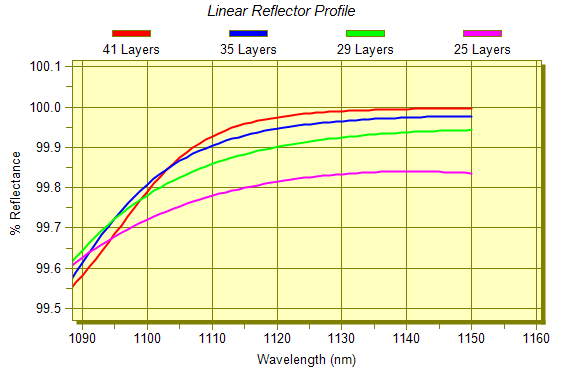 Linear Reflector Profile
41 Layers 35 Layers 29 Layers 25 Layers
100.1
100.0
99.9
99.8
99.7
99.6
99.5
% Reflectance
1090 1100 1110 1120 1130 1140 1150 1160
Wavelength (nm)